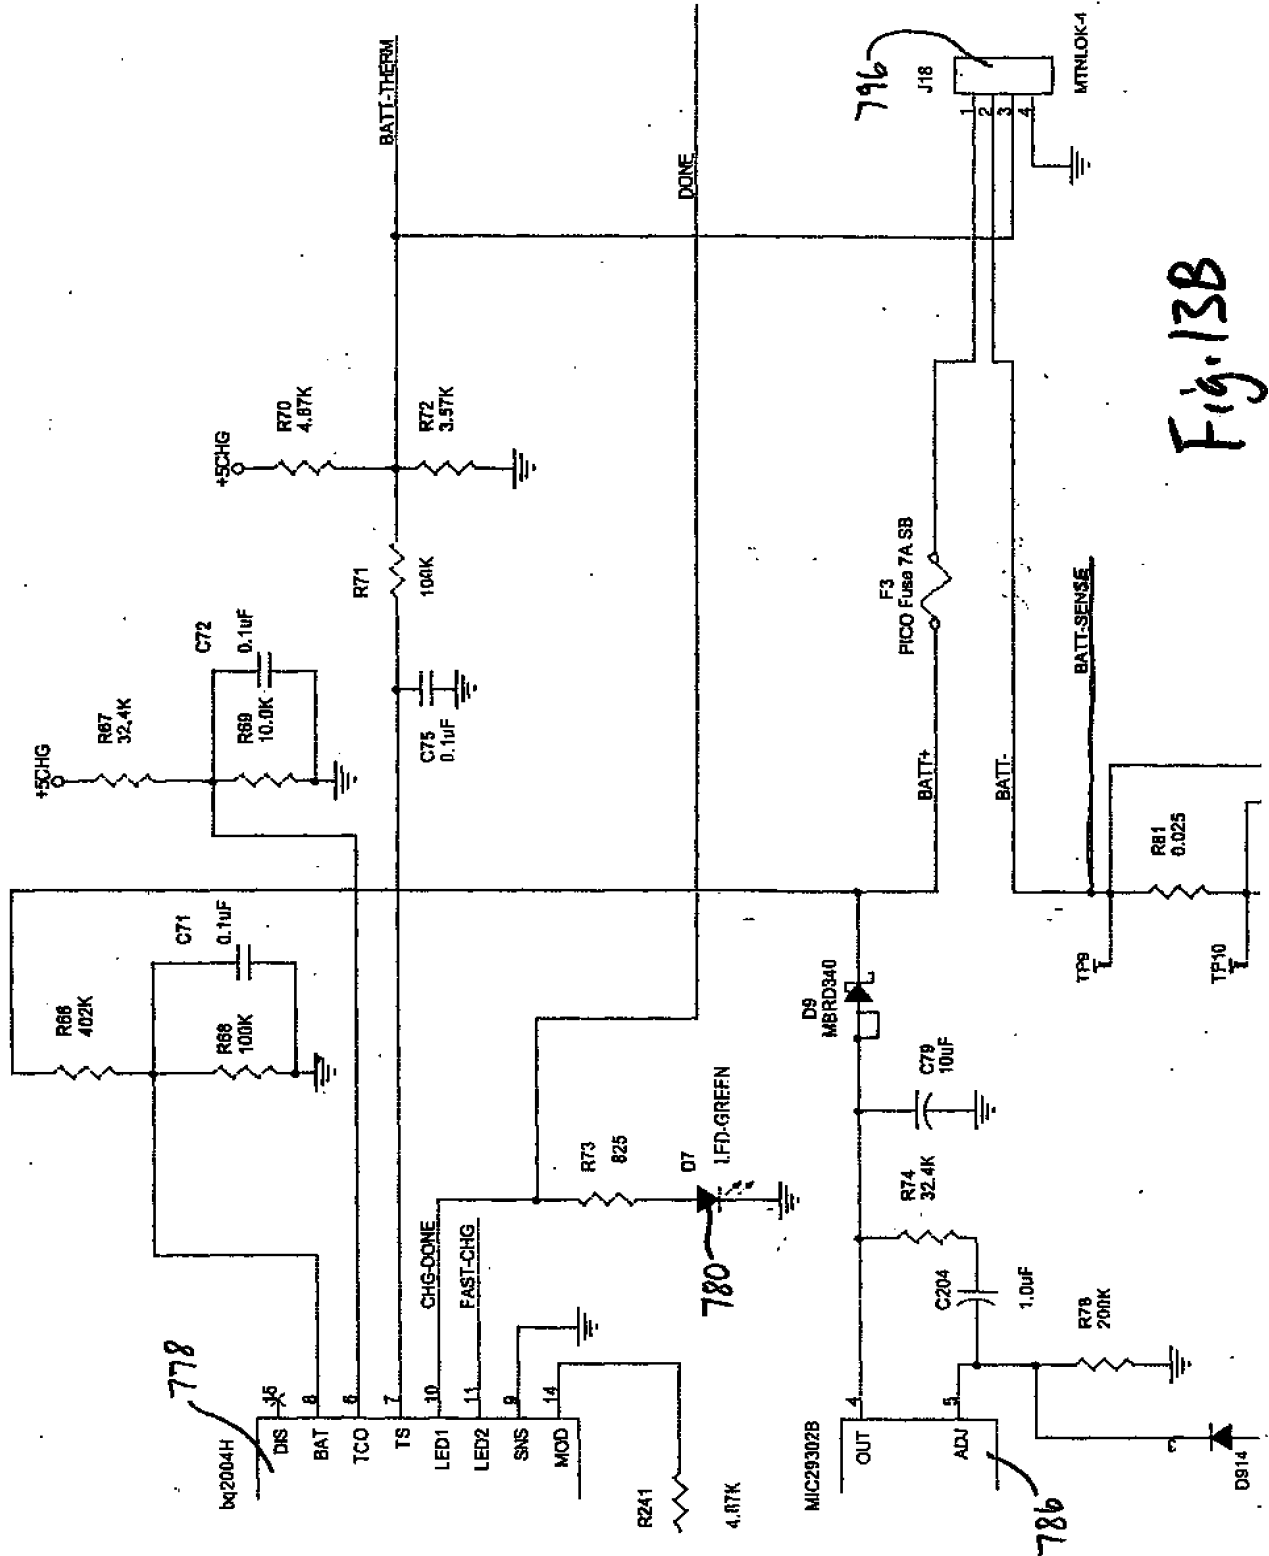 bq2004H
778
DIS
15
BAT
8
TCO
6
TS
7
LED1
10
LED2
11
SNS
9
MOD
14
CHG-DONE
FAST-CHG
R241
4.87K
R66
402K
R68
100K
C71
0.1uF
+5CHG
R67
32.4K
R69
10.0K
C72
0.1uF
C75
0.1uF
R71
100K
+5CHG
R70
4.87K
R72
3.57K
BATT-THERM
DONE
R73
825
D7
LED-GREEN
780
MIC29302B
OUT
4
ADJ
5
786
C204
1.0uF
R74
32.4K
R78
200K
D914
C79
10uF
D9
MBRD340
BATT+
BATT-
F3
PICO Fuse 7A SB
BATT-SENSE
TP9
TP10
R81
0.025
796
J18
1
2
3
4
MTNLOK-4
Fig. 13B